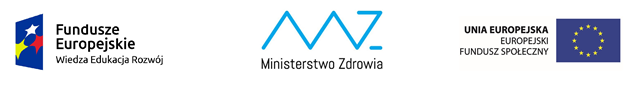 Fundusze
Europejskie
Wiedza Edukacja Rozwój
Ministerstwo Zdrowia
UNIA EUROPEJSKA
EUROPEJSKI
FUNDUSZ SPOŁECZNY